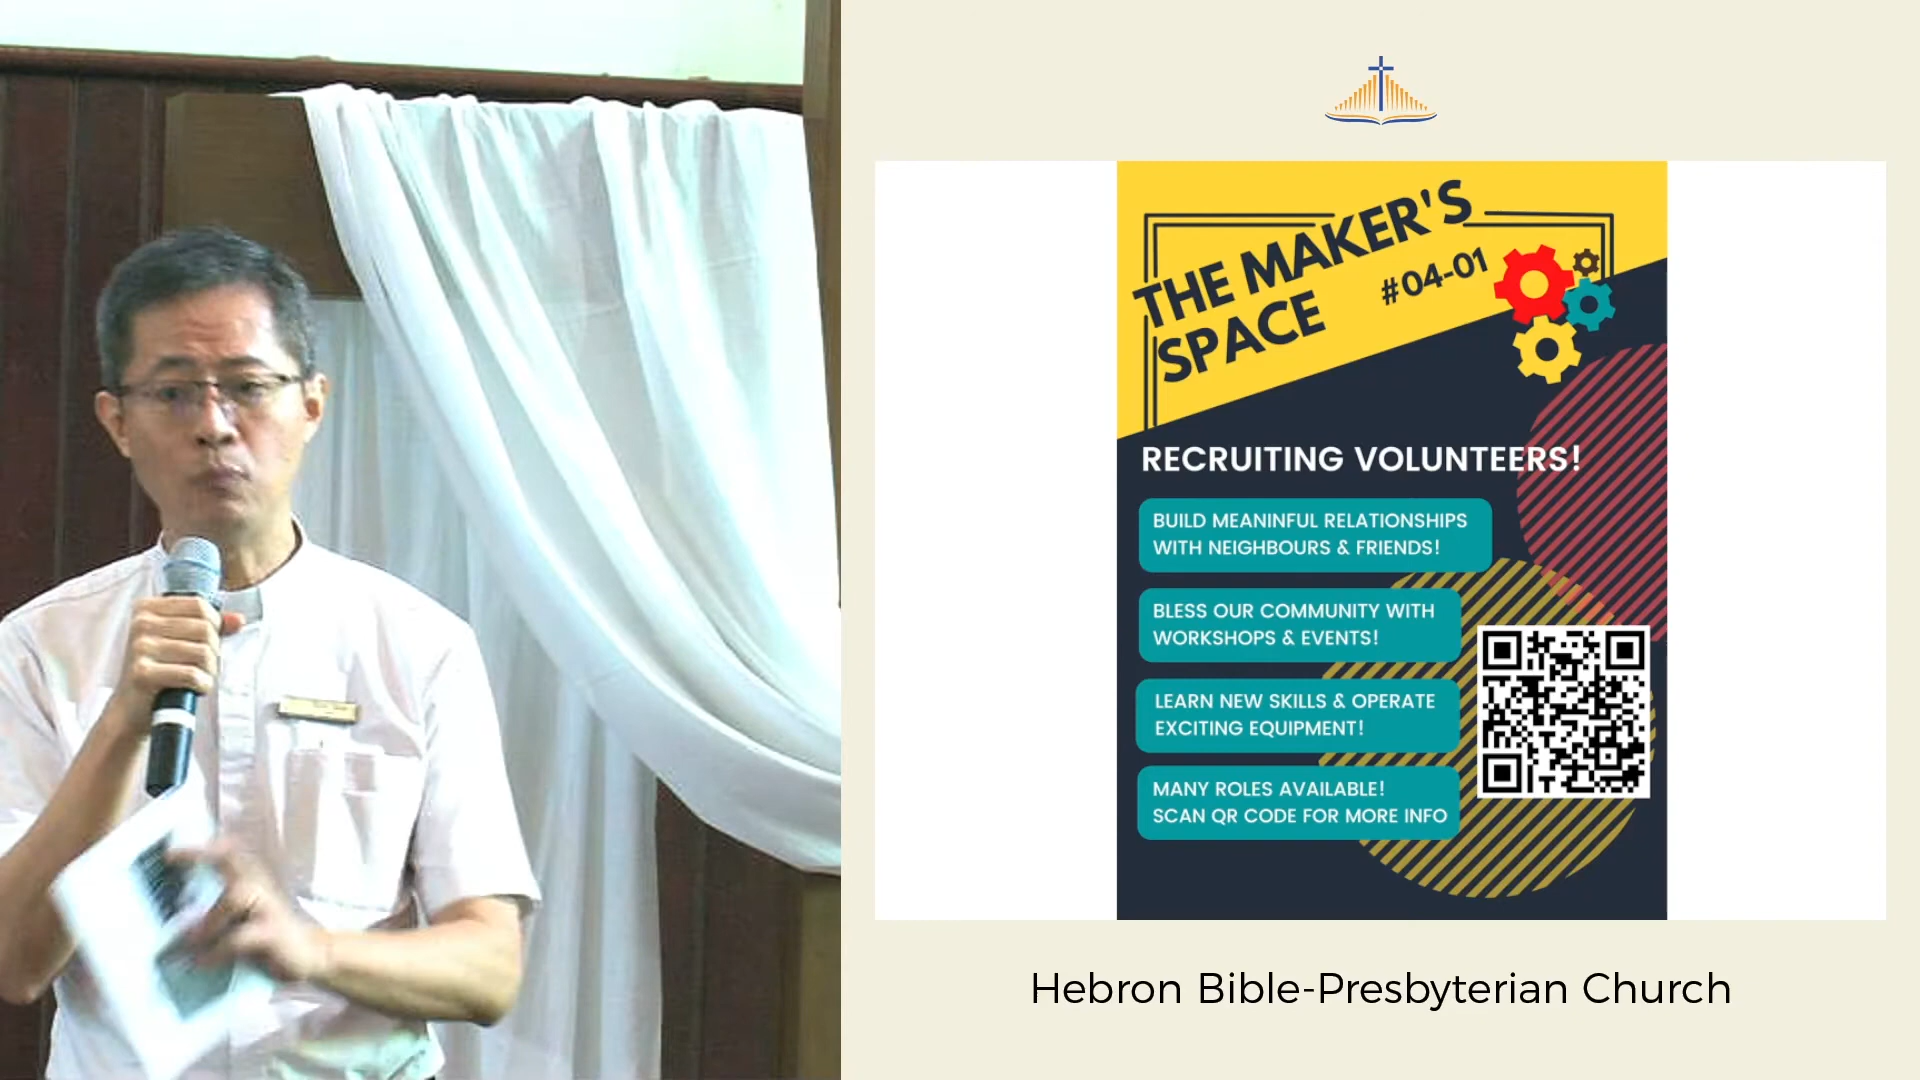 THE MAKER'S
SPACE
#04-01
RECRUITING VOLUNTEERS!
BUILD MEANINFUL RELATIONSHIPS
WITH NEIGHBOURS & FRIENDS!
BLESS OUR COMMUNITY WITH
WORKSHOPS & EVENTS!
LEARN NEW SKILLS & OPERATE
EXCITING EQUIPMENT!
MANY ROLES AVAILABLE!
SCAN QR CODE FOR MORE INFO
Hebron Bible-Presbyterian Church